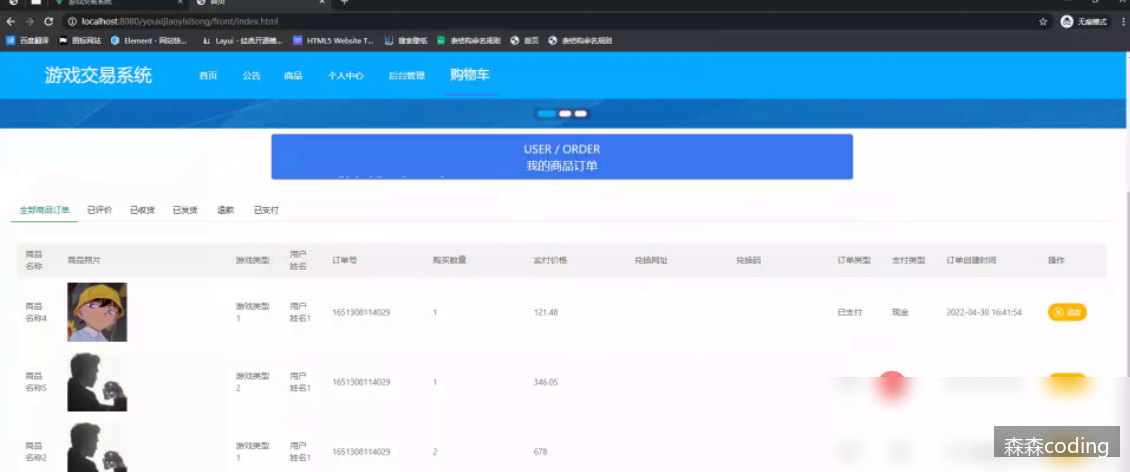 游戏交易系统
首页
localhost:8080/youxijiaoyixitong/front/index.html
无痕模式
百度翻译 图标网站 Element - 网站快... Layui - 经典开源模... HTML5 Website T... 搜索壁纸 表结构命名规则 首页 表结构命名规则
游戏交易系统 首页 公告 商品 个人中心 后台管理 购物车
USER / ORDER
我的商品订单
全部商品订单 已评价 已收货 已发货 退款 已支付
商品名称 商品照片 游戏类型 用户姓名 订单号 购买数量 实付价格 兑换网址 兑换码 订单类型 支付类型 订单创建时间 操作
商品名称4 游戏类型1 用户姓名1 1651308114029 1 121.48 已支付 现金 2022-04-30 16:41:54 退款
商品名称5 游戏类型2 用户姓名1 1651308114029 1 346.05
商品名称2 游戏类型1 用户姓名1 1651308114029 2 678
森森coding